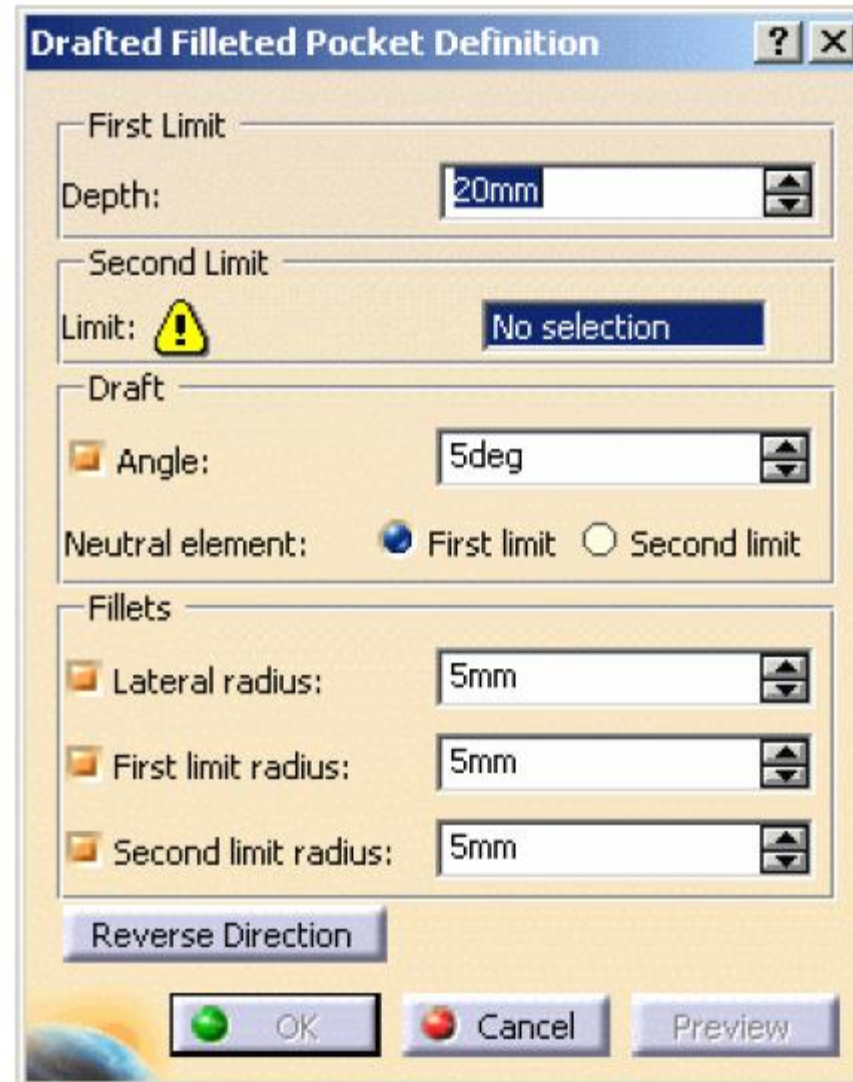 Drafted Filleted Pocket Definition
First Limit
Depth: 20mm
Second Limit
Limit: No selection
Draft
Angle: 5deg
Neutral element: First limit Second limit
Fillets
Lateral radius: 5mm
First limit radius: 5mm
Second limit radius: 5mm
Reverse Direction
OK Cancel Preview